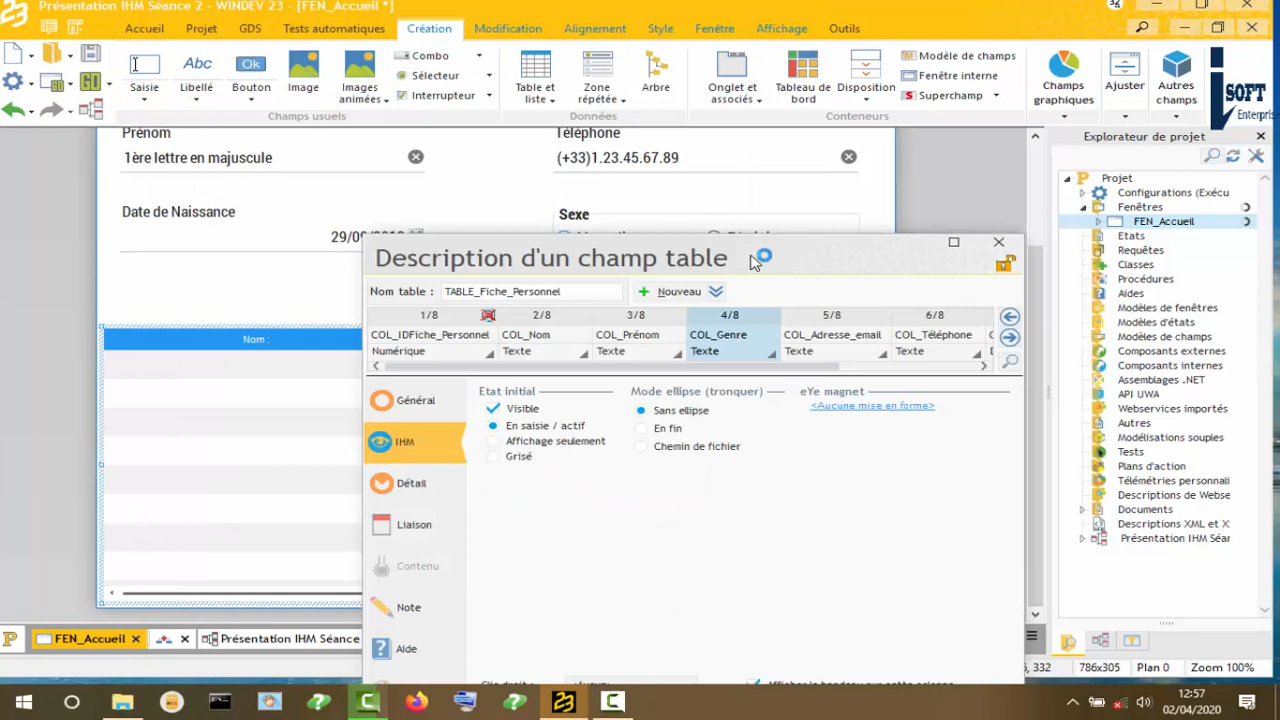 Présentation IHM Séance 2 - WINDEV 23 - [FEN_Accueil *]
32
Accueil
Projet
GDS
Tests automatiques
Création
Modification
Alignement
Style
Fenêtre
Affichage
Outils
Saisie
Abc
Libellé
Ok
Bouton
Image
Images animées
Combo
Sélecteur
Interrupteur
Table et liste
Zone répétée
Arbre
Onglet et associés
Tableau de bord
Disposition
Modèle de champs
Fenêtre interne
Superchamp
Champs graphiques
Ajuster
Autres champs
Champs usuels
Données
Conteneurs
SOFT
Enterprise
Prénom
1ère lettre en majuscule
Téléphone
(+33)1.23.45.67.89
Date de Naissance
Sexe
Nom :
Description d'un champ table
Nom table :
TABLE_Fiche_Personnel
Nouveau
1/8
2/8
3/8
4/8
5/8
6/8
COL_IDFiche_Personnel
COL_Nom
COL_Prénom
COL_Genre
COL_Adresse_email
COL_Téléphone
Numérique
Texte
Texte
Texte
Texte
Texte
Général
IHM
Détail
Liaison
Contenu
Note
Aide
Etat initial
Visible
En saisie / actif
Affichage seulement
Grisé
Mode ellipse (tronquer)
Sans ellipse
En fin
Chemin de fichier
eYe magnet
<Aucune mise en forme>
Explorateur de projet
Projet
Configurations (Exécu
Fenêtres
FEN_Accueil
Etats
Requêtes
Classes
Procédures
Aides
Modèles de fenêtres
Modèles d'états
Modèles de champs
Composants externes
Composants internes
Assemblages .NET
API UWA
Webservices importés
Autres
Modélisations souples
Tests
Plans d'action
Télémétries personnali
Descriptions de Webse
Documents
Descriptions XML et X
Présentation IHM Séar
FEN_Accueil
Présentation IHM Séance
, 332
786x305
Plan 0
Zoom 100%
12:57
02/04/2020